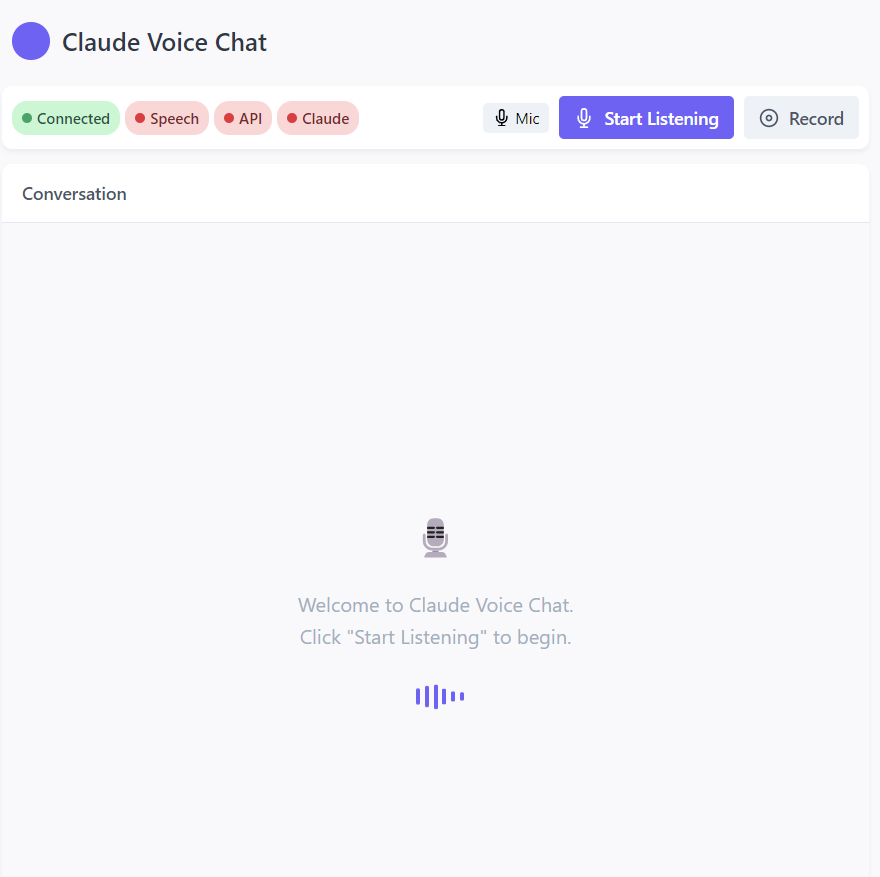 Claude Voice Chat
Connected
Speech
API
Claude
Mic
Start Listening
Record
Conversation
Welcome to Claude Voice Chat.
Click "Start Listening" to begin.